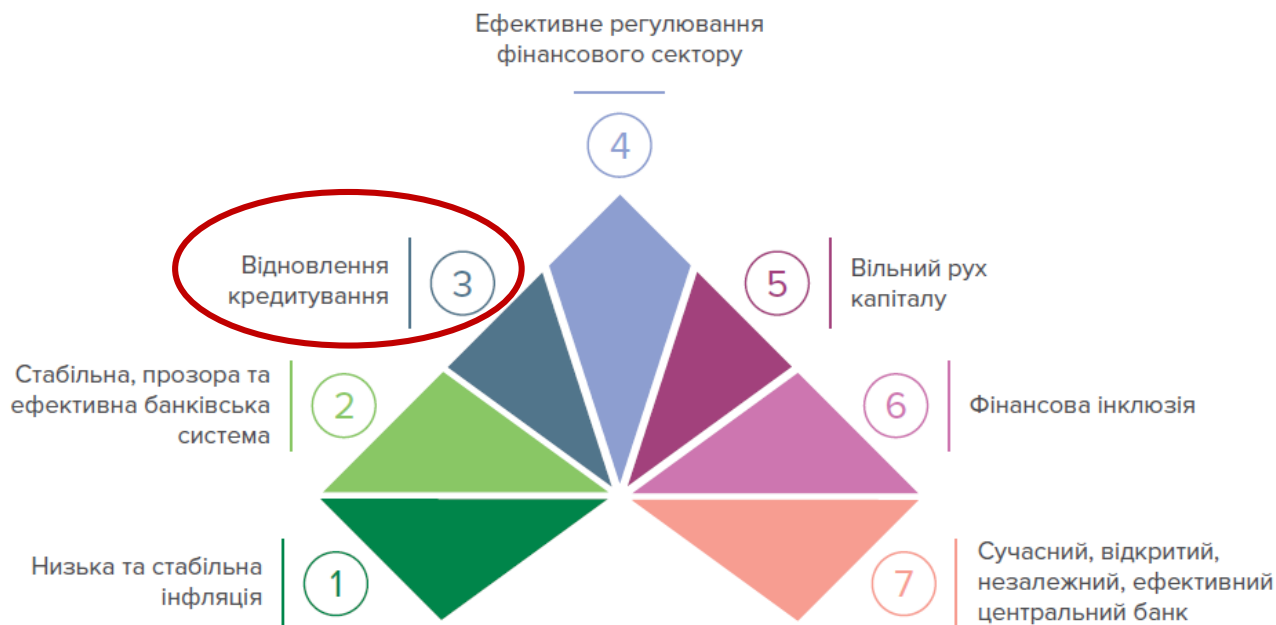 Ефективне регулювання
фінансового сектору
4
Відновлення
кредитування
3
5
Вільний рух
капіталу
Стабільна, прозора та
ефективна банківська
система
2
6
Фінансова інклюзія
Низька та стабільна
інфляція
1
7
Сучасний, відкритий,
незалежний, ефективний
центральний банк